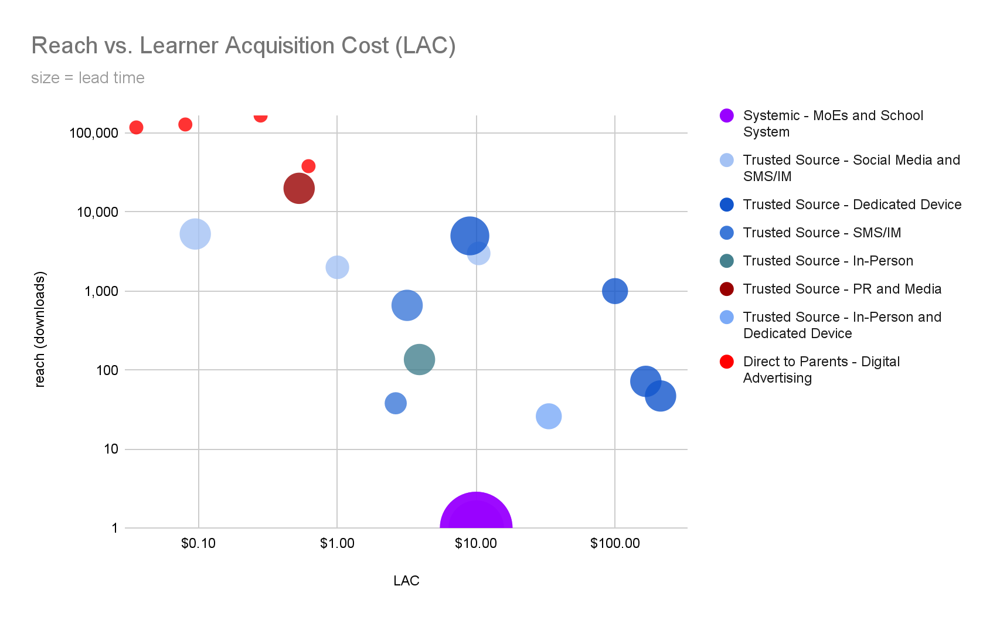 Reach vs. Learner Acquisition Cost (LAC)
size = lead time
reach (downloads)
100,000
10,000
1,000
100
10
1
$0.10
$1.00
$10.00
$100.00
LAC
Systemic - MoEs and School
System
Trusted Source - Social Media and
SMS/IM
Trusted Source - Dedicated Device
Trusted Source - SMS/IM
Trusted Source - In-Person
Trusted Source - PR and Media
Trusted Source - In-Person and
Dedicated Device
Direct to Parents - Digital
Advertising